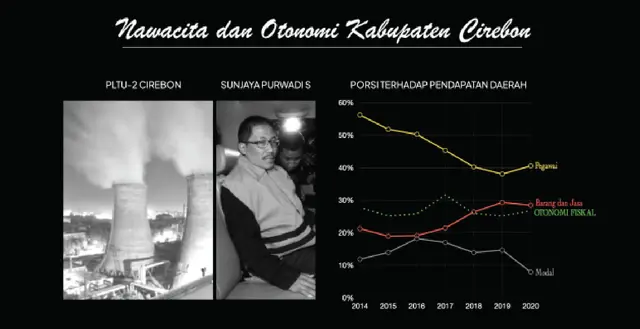 Nawacita dan Otonomi Kabupaten Cirebon
PLTU-2 CIREBON
SUNJAYA PURWADI S
PORSI TERHADAP PENDAPATAN DAERAH
60%
50%
40%
30%
20%
10%
0%
Pegawai
Barang dan Jasa
OTONOMI FISKAL
Modal
2014 2015 2016 2017 2018 2019 2020